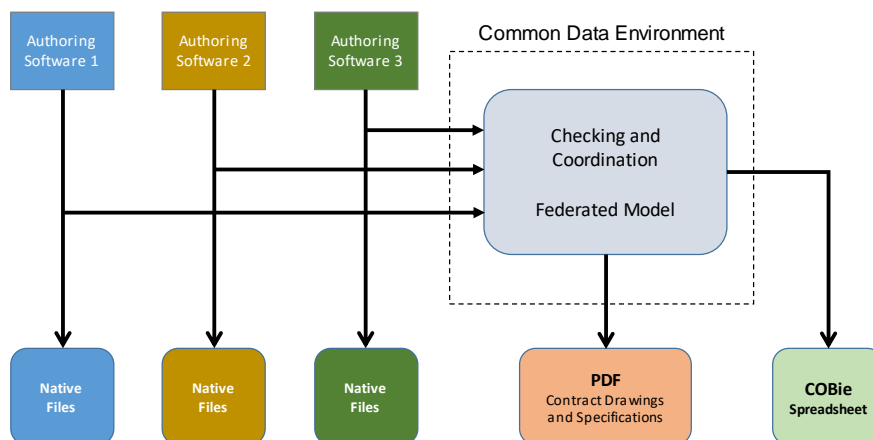 Authoring
Software 1
Authoring
Software 2
Authoring
Software 3
Common Data Environment
Checking and
Coordination
Federated Model
Native
Files
Native
Files
Native
Files
PDF
Contract Drawings
and Specifications
COBie
Spreadsheet